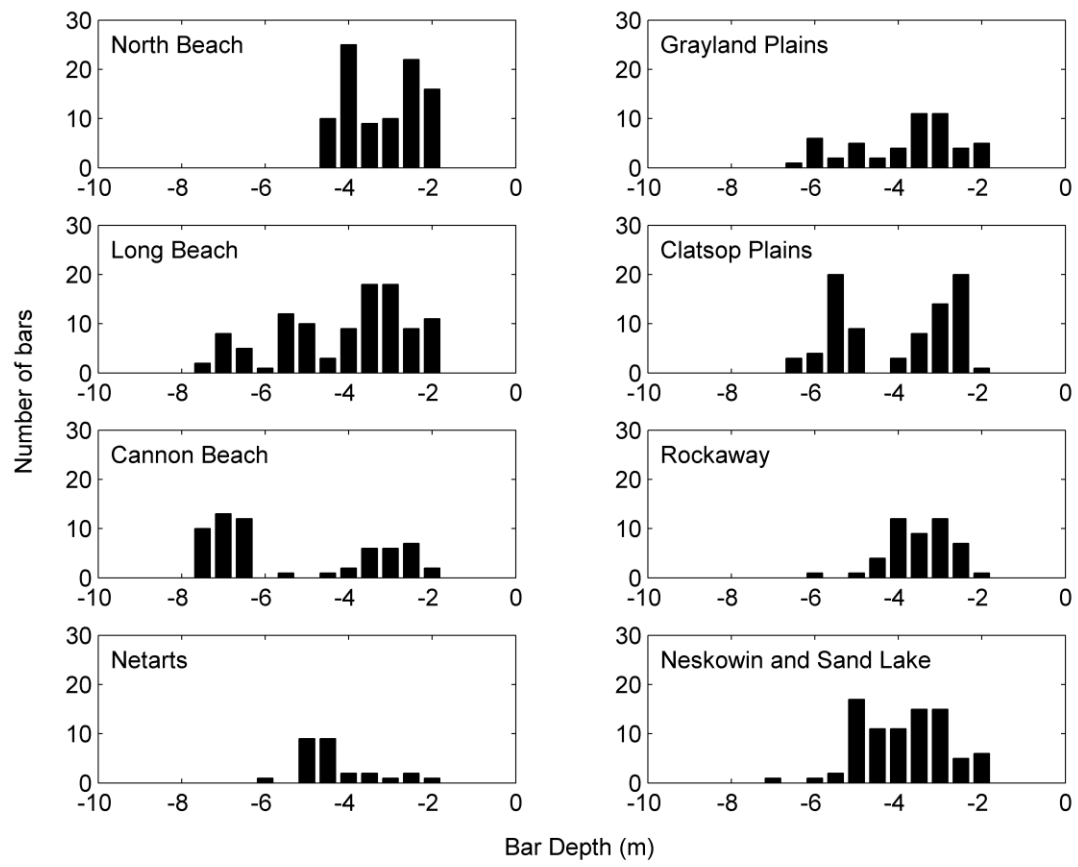 North Beach
30
20
10
0
-10 -8 -6 -4 -2 0
Grayland Plains
30
20
10
0
-10 -8 -6 -4 -2 0
Long Beach
30
20
10
0
-10 -8 -6 -4 -2 0
Clatsop Plains
30
20
10
0
-10 -8 -6 -4 -2 0
Number of bars
Cannon Beach
30
20
10
0
-10 -8 -6 -4 -2 0
Rockaway
30
20
10
0
-10 -8 -6 -4 -2 0
Netarts
30
20
10
0
-10 -8 -6 -4 -2 0
Neskowin and Sand Lake
30
20
10
0
-10 -8 -6 -4 -2 0
Bar Depth (m)